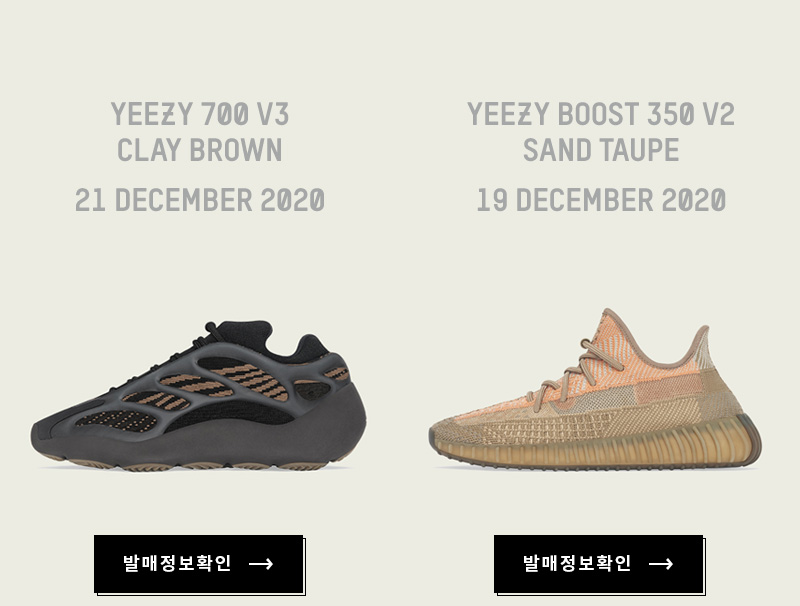 YEEZY 700 V3
CLAY BROWN
21 DECEMBER 2020
발매정보확인 →
YEEZY BOOST 350 V2
SAND TAUPE
19 DECEMBER 2020
발매정보확인 →